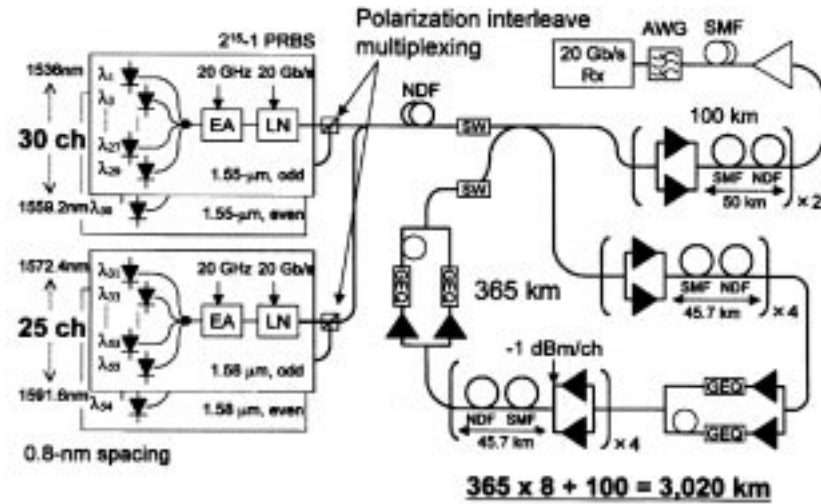 Polarization interleave
multiplexing
2¹⁵-1 PRBS
1536nm
30 ch
1559.2nm
λ₁
λ₃
λ₂₇
λ₂₉
λ₃₀
20 GHz 20 Gb/s
EA
LN
1.55-μm, odd
1.55-μm, even
1572.4nm
25 ch
1591.6nm
λ₃₁
λ₃₃
λ₅₃
λ₅₅
λ₅₄
20 GHz 20 Gb/s
EA
LN
1.58 μm, odd
1.58 μm, even
0.8-nm spacing
NDF
SW
SW
20 Gb/s
Rx
AWG
SMF
100 km
SMF NDF
50 km
×2
SMF NDF
45.7 km
×4
GEQ
GEQ
365 km
-1 dBm/ch
NDF SMF
45.7 km
×4
GEQ
GEQ
365 x 8 + 100 = 3,020 km